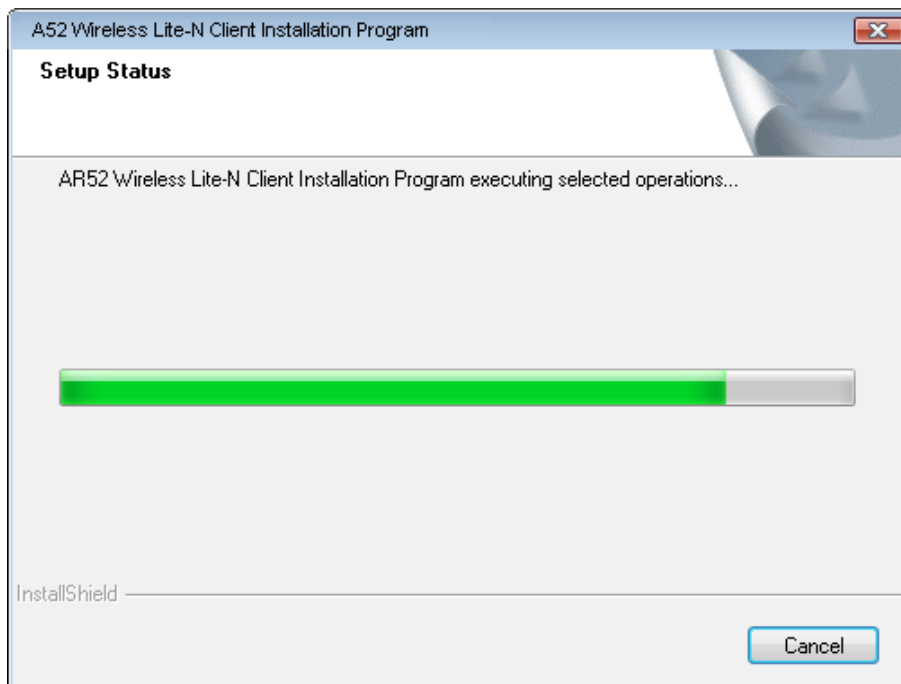 A52 Wireless Lite-N Client Installation Program
Setup Status
AR52 Wireless Lite-N Client Installation Program executing selected operations...
InstallShield
Cancel